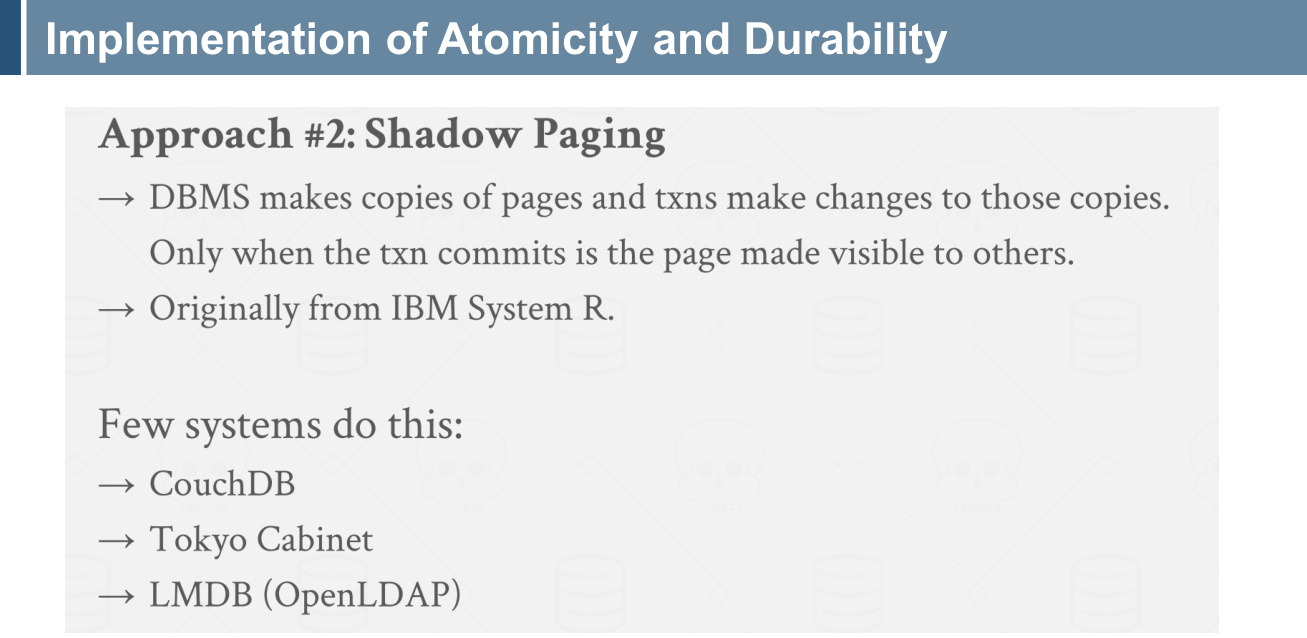 Implementation of Atomicity and Durability
Approach #2: Shadow Paging
→ DBMS makes copies of pages and txns make changes to those copies.
Only when the txn commits is the page made visible to others.
→ Originally from IBM System R.
Few systems do this:
→ CouchDB
→ Tokyo Cabinet
→ LMDB (OpenLDAP)